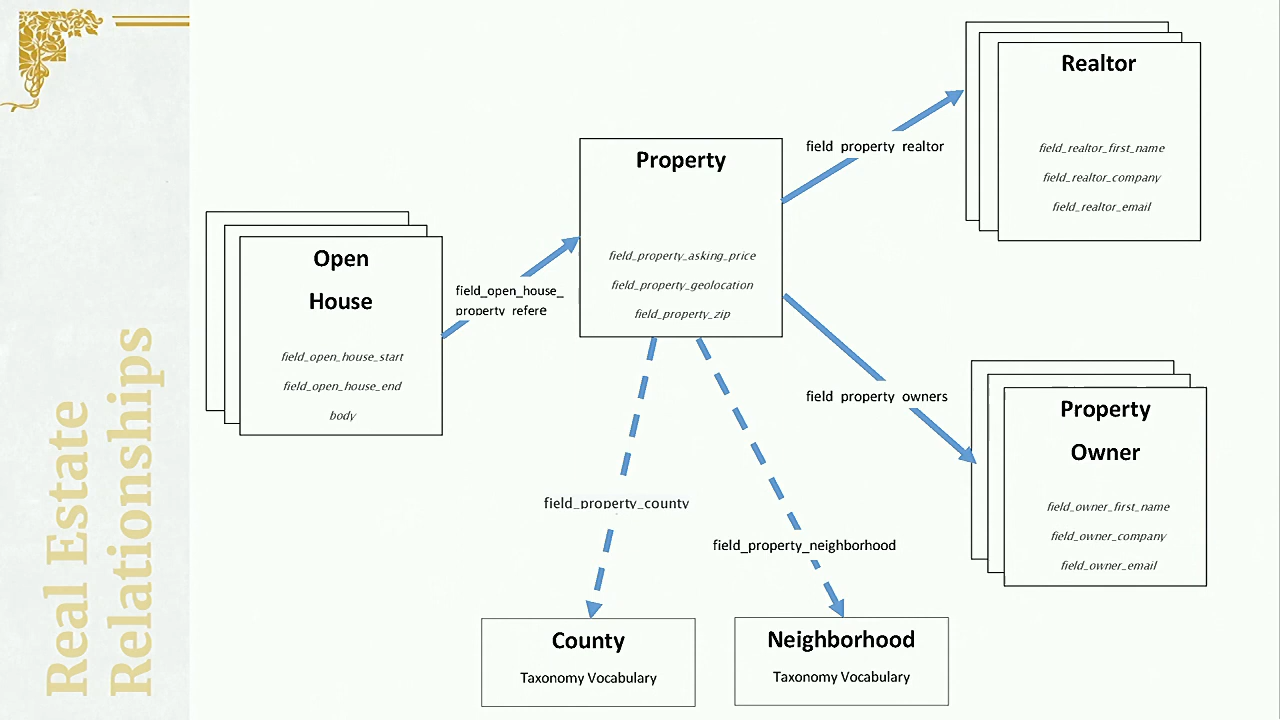 Real Estate
Relationships
Open
House
field_open_house_start
field_open_house_end
body
field_open_house_
property_refere
Property
field_property_asking_price
field_property_geolocation
field_property_zip
field_property_realtor
Realtor
field_realtor_first_name
field_realtor_company
field_realtor_email
field_property_owners
Property
Owner
field_owner_first_name
field_owner_company
field_owner_email
field_property_county
field_property_neighborhood
County
Taxonomy Vocabulary
Neighborhood
Taxonomy Vocabulary